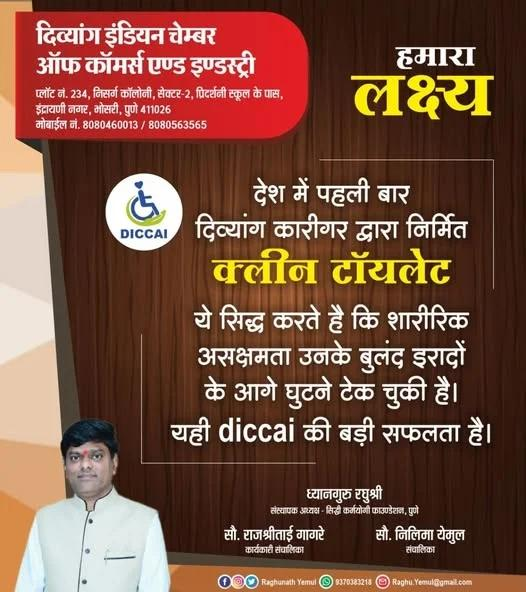 दिव्यांग इंडियन चेम्बर
ऑफ कॉमर्स एण्ड इण्डस्ट्री
प्लॉट नं. 234, निसर्ग कॉलोनी, सेक्टर-2, प्रिदर्शनी स्कूल के पास,
इंद्रायणी नगर, भोसरी, पुणे 411026
मोबाईल नं. 8080460013 / 8080563565
हमारा
लक्ष्य
DICCAI
देश में पहली बार
दिव्यांग कारीगर द्वारा निर्मित
क्लीन टॉयलेट
ये सिद्ध करते है कि शारीरिक
असक्षमता उनके बुलंद इरादों
के आगे घुटने टेक चुकी है।
यही diccai की बड़ी सफलता है।
ध्यानगुरु रघुश्री
संस्थापक अध्यक्ष - सिद्धी कर्मयोगी फाउण्डेशन, पुणे
सौ. राजश्रीताई गागरे
कार्यकारी संचालिका
सौ. निलिमा येमुल
संचालिका
Raghunath Yemul 9370383218 Raghu.Yemul@gmail.com